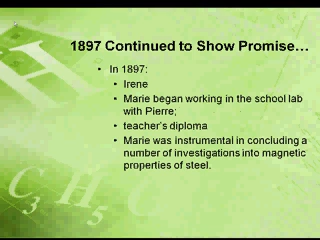 1897 Continued to Show Promise…
• In 1897:
• Irene
• Marie began working in the school lab
with Pierre;
• teacher's diploma
• Marie was instrumental in concluding a
number of investigations into magnetic
properties of steel.
H
C3H5C